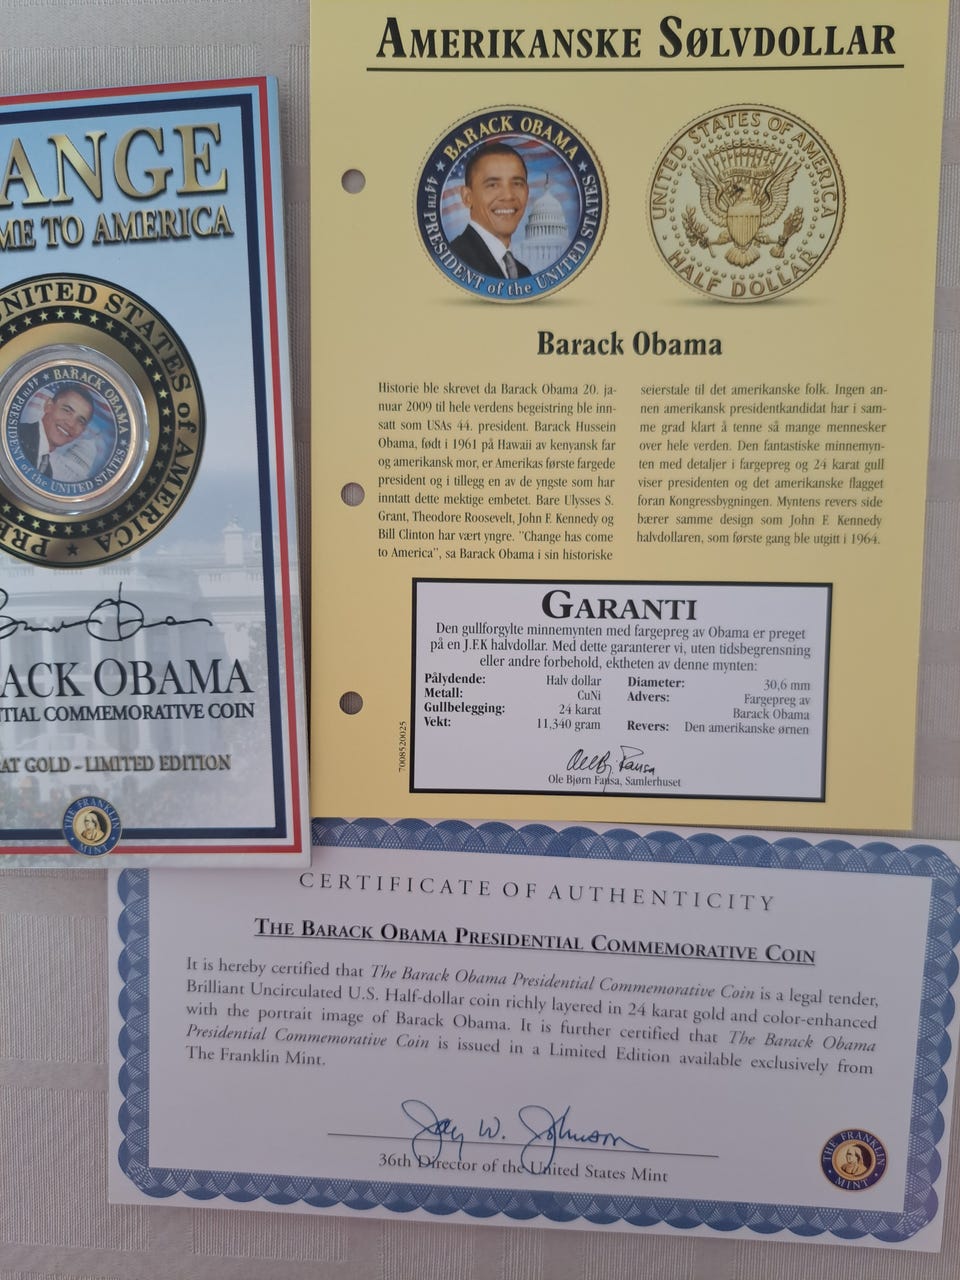 AMERIKANSKE SØLVDOLLAR
BARACK OBAMA
44TH PRESIDENT of the UNITED STATES
UNITED STATES OF AMERICA
HALF DOLLAR
Barack Obama
Historie ble skrevet da Barack Obama 20. ja-
nuar 2009 til hele verdens begeistring ble inn-
satt som USAs 44. president. Barack Hussein
Obama, født i 1961 på Hawaii av kenyansk far
og amerikansk mor, er Amerikas første fargede
president og i tillegg en av de yngste som har
inntatt dette mektige embetet. Bare Ulysses S.
Grant, Theodore Roosevelt, John F. Kennedy og
Bill Clinton har vært yngre. "Change has come
to America", sa Barack Obama i sin historiske
seierstale til det amerikanske folk. Ingen an-
nen amerikansk presidentkandidat har i sam-
me grad klart å tenne så mange mennesker
over hele verden. Den fantastiske minnemyn-
ten med detaljer i fargepreg og 24 karat gull
viser presidenten og det amerikanske flagget
foran Kongressbygningen. Myntens revers side
bærer samme design som John F. Kennedy
halvdollaren, som første gang ble utgitt i 1964.
GARANTI
Den gullforgylte minnemynten med fargepreg av Obama er preget
på en J.F.K halvdollar. Med dette garanterer vi, uten tidsbegrensning
eller andre forbehold, ektheten av denne mynten:
Pålydende: Halv dollar
Metall: CuNi
Gullbelegging: 24 karat
Vekt: 11,340 gram
Diameter: 30,6 mm
Advers: Fargepreg av
Barack Obama
Revers: Den amerikanske ørnen
Ole Bjørn Fausa, Samlerhuset
7008520025
ANGE
ME TO AMERICA
UNITED STATES of AMERICA
PRE
BARACK OBAMA
44TH PRESIDENT of the UNITED STATES
ACK OBAMA
TIAL COMMEMORATIVE COIN
AT GOLD – LIMITED EDITION
THE FRANKLIN
MINT
CERTIFICATE OF AUTHENTICITY
THE BARACK OBAMA PRESIDENTIAL COMMEMORATIVE COIN
It is hereby certified that The Barack Obama Presidential Commemorative Coin is a legal tender,
Brilliant Uncirculated U.S. Half-dollar coin richly layered in 24 karat gold and color-enhanced
with the portrait image of Barack Obama. It is further certified that The Barack Obama
Presidential Commemorative Coin is issued in a Limited Edition available exclusively from
The Franklin Mint.
Jay W. Johnson
36th Director of the United States Mint
THE FRANKLIN
MINT